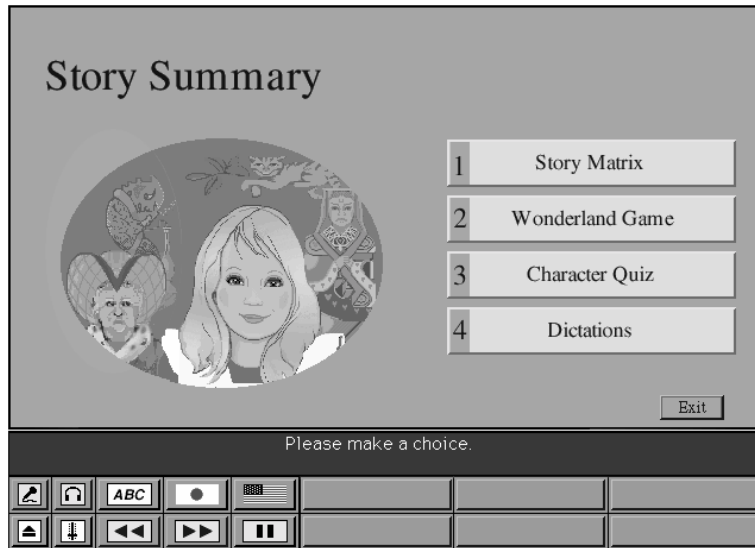 Story Summary
1 Story Matrix
2 Wonderland Game
3 Character Quiz
4 Dictations
Exit
Please make a choice.
ABC